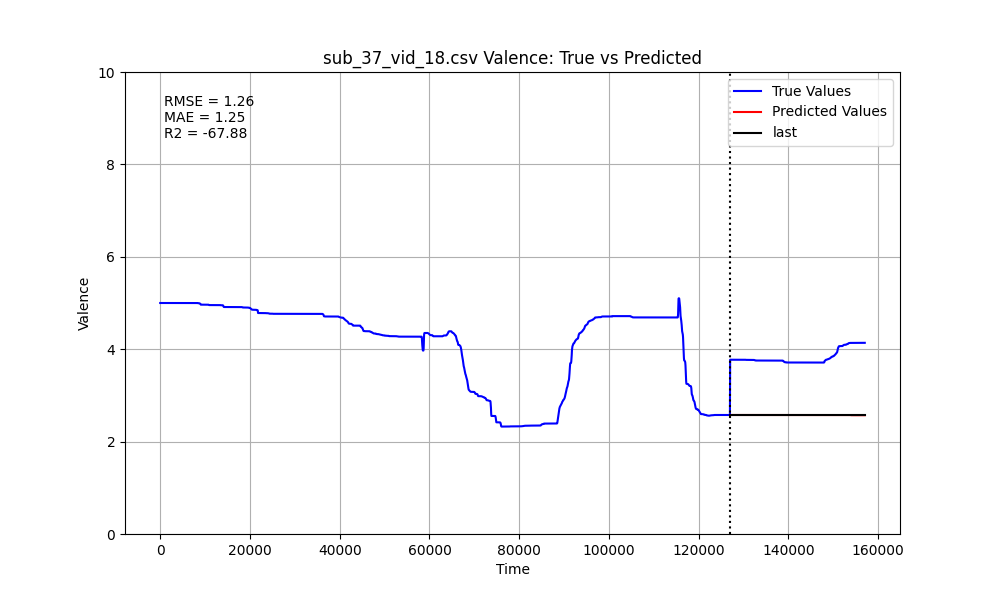 sub_37_vid_18.csv Valence: True vs Predicted
RMSE = 1.26
MAE = 1.25
R2 = -67.88
True Values
Predicted Values
last
Valence
10
8
6
4
2
0
0 20000 40000 60000 80000 100000 120000 140000 160000
Time